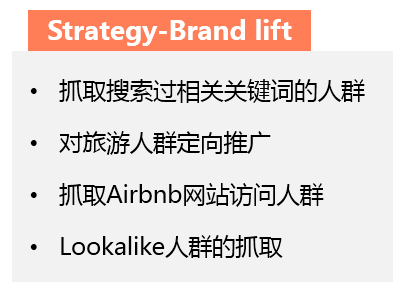 Strategy-Brand lift
• 抓取搜索过相关关键词的人群
• 对旅游人群定向推广
• 抓取Airbnb网站访问人群
• Lookalike人群的抓取